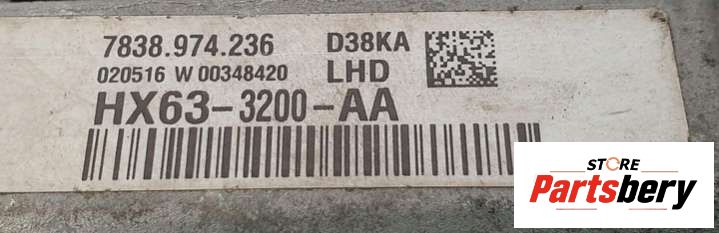 7838.974.236 D38KA
020516 W 00348420 LHD
HX63-3200-AA
STORE
Partsbery